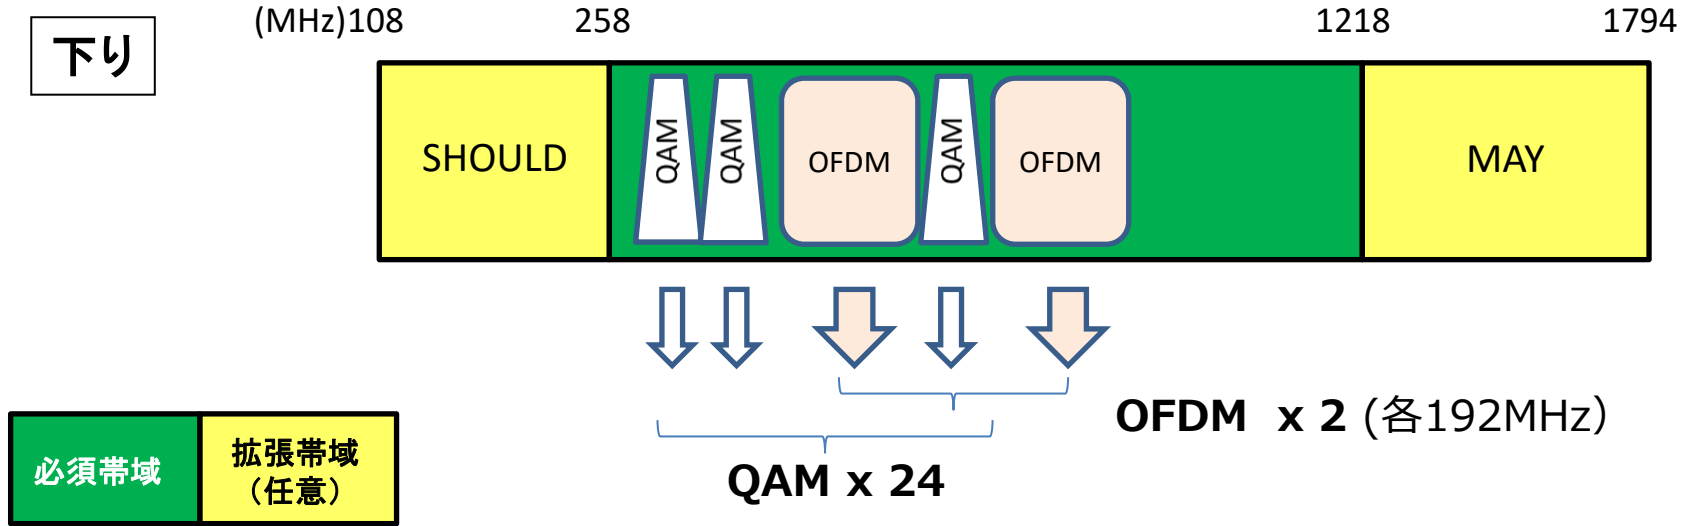 (MHz)108 258 1218 1794
下り
SHOULD QAM QAM OFDM QAM OFDM MAY
OFDM x 2 (各192MHz）
QAM x 24
必須帯域
拡張帯域
（任意）